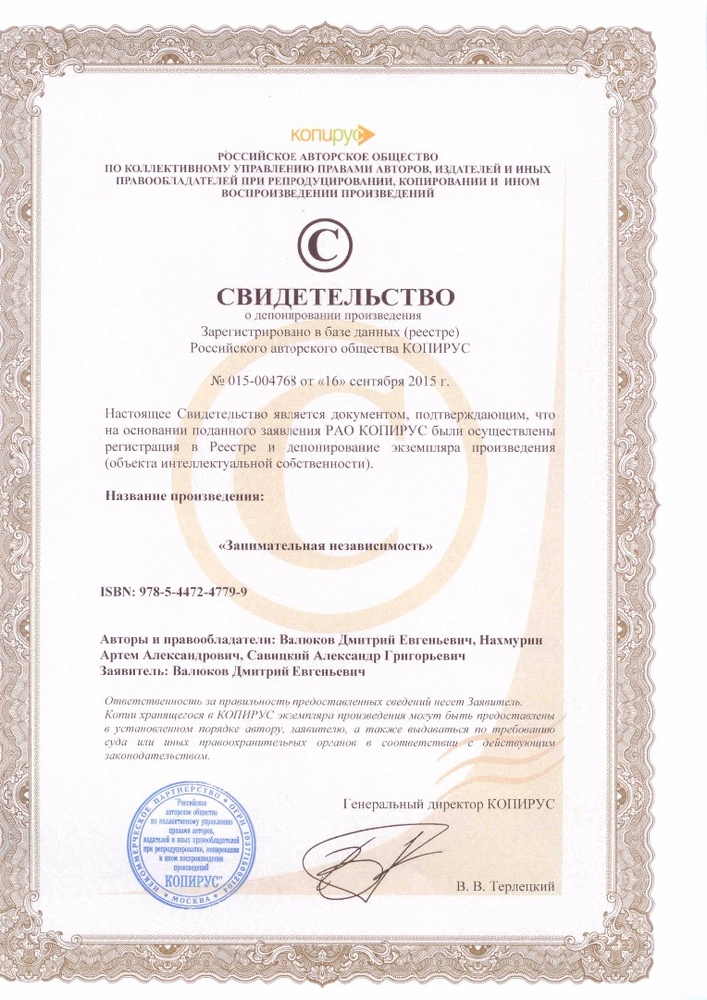 копирус
РОССИЙСКОЕ АВТОРСКОЕ ОБЩЕСТВО
ПО КОЛЛЕКТИВНОМУ УПРАВЛЕНИЮ ПРАВАМИ АВТОРОВ, ИЗДАТЕЛЕЙ И ИНЫХ
ПРАВООБЛАДАТЕЛЕЙ ПРИ РЕПРОДУЦИРОВАНИИ, КОПИРОВАНИИ И ИНОМ
ВОСПРОИЗВЕДЕНИИ ПРОИЗВЕДЕНИЙ
©
СВИДЕТЕЛЬСТВО
о депонировании произведения
Зарегистрировано в базе данных (реестре)
Российского авторского общества КОПИРУС
№ 015-004768 от «16» сентября 2015 г.
Настоящее Свидетельство является документом, подтверждающим, что
на основании поданного заявления РАО КОПИРУС были осуществлены
регистрация в Реестре и депонирование экземпляра произведения
(объекта интеллектуальной собственности).
Название произведения:
«Занимательная независимость»
ISBN: 978-5-4472-4779-9
Авторы и правообладатели: Валюков Дмитрий Евгеньевич, Нахмурин
Артем Александрович, Савицкий Александр Григорьевич
Заявитель: Валюков Дмитрий Евгеньевич
Ответственность за правильность предоставленных сведений несет Заявитель.
Копии хранящегося в КОПИРУС экземпляра произведения могут быть предоставлены
в установленном порядке автору, заявителю, а также выдаваться по требованию
суда или иных правоохранительных органов в соответствии с действующим
законодательством.
Генеральный директор КОПИРУС
В. В. Терлецкий
НЕКОММЕРЧЕСКОЕ ПАРТНЕРСТВО • ОГРН
• МОСКВА •
Российское
авторское общество
по коллективному управлению
правами авторов,
издателей и иных правообладателей
при репродуцировании, копировании
и ином воспроизведении
произведений
КОПИРУС"